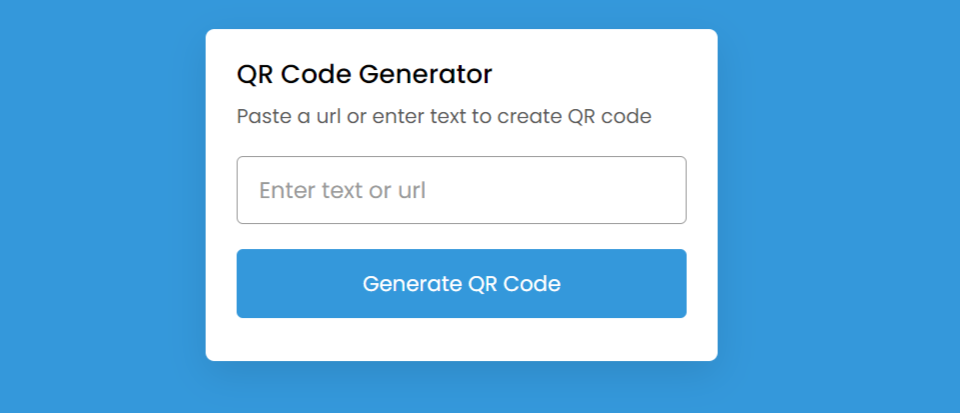 QR Code Generator
Paste a url or enter text to create QR code
Enter text or url
Generate QR Code